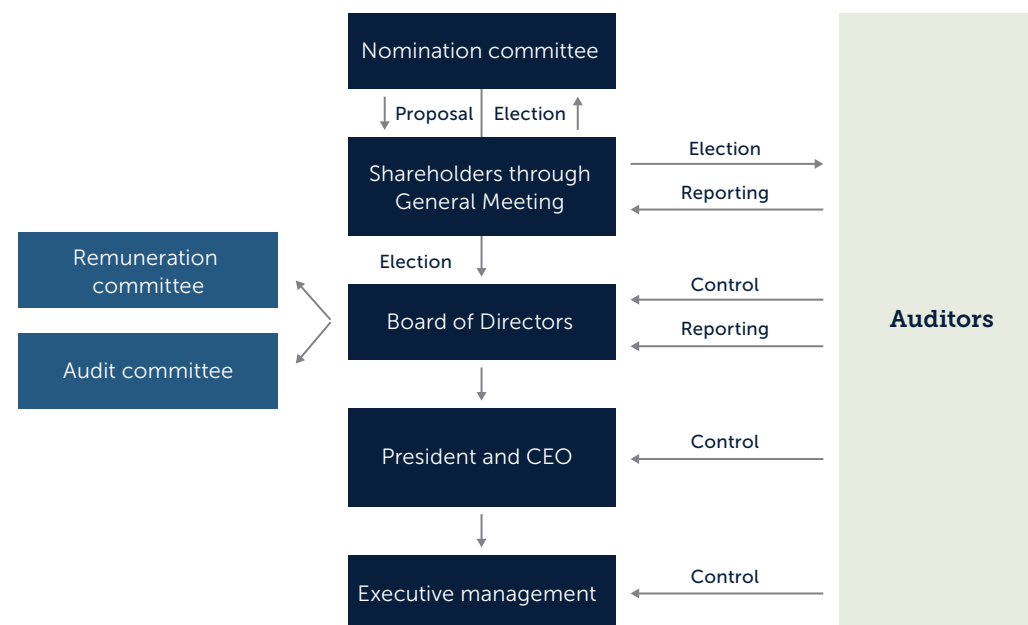 Nomination committee
Proposal
Election
Shareholders through
General Meeting
Election
Reporting
Election
Remuneration
committee
Audit committee
Board of Directors
Control
Reporting
Auditors
President and CEO
Control
Executive management
Control